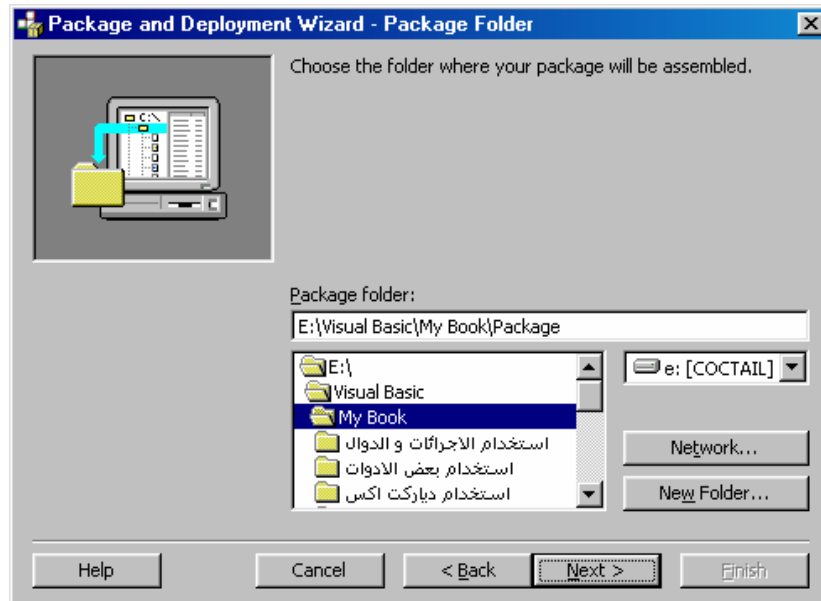 Package and Deployment Wizard - Package Folder
Choose the folder where your package will be assembled.
C:\
Package folder:
E:\Visual Basic\My Book\Package
E:\
e: [COCTAIL]
Visual Basic
My Book
استخدام الاجرائات و الدوال
Network...
استخدام بعض الادوات
استخدام ديركت اكس
New Folder...
Help
Cancel
< Back
Next >
Finish